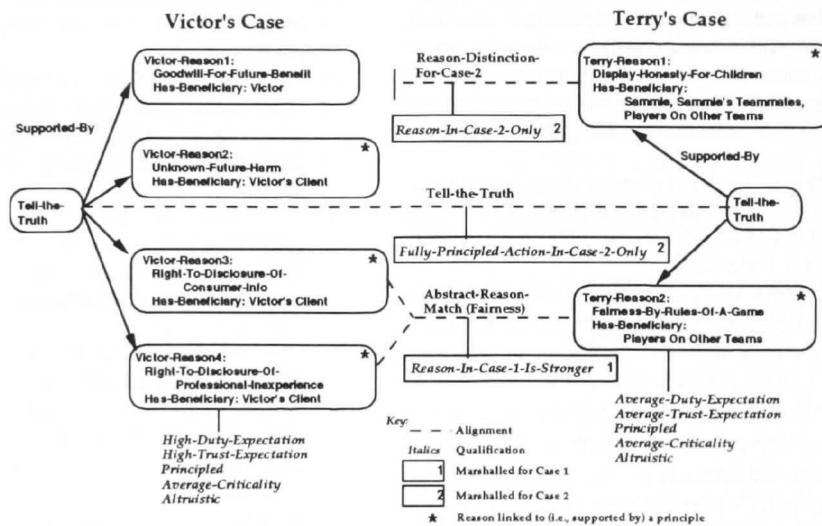 Victor's Case
Terry's Case
Victor-Reason1:
Goodwill-For-Future-Benefit
Has-Beneficiary: Victor
Reason-Distinction-
For-Case-2
Terry-Reason1:
Display-Honesty-For-Children
Has-Beneficiary:
Sammie, Sammie's Teammates,
Players On Other Teams
Reason-In-Case-2-Only 2
Supported-By
Victor-Reason2:
Unknown-Future-Harm
Has-Beneficiary: Victor's Client
Supported-By
Tell-the-
Truth
Tell-the-Truth
Tell-the-
Truth
Fully-Principled-Action-In-Case-2-Only 2
Victor-Reason3:
Right-To-Disclosure-Of-
Consumer-Info
Has-Beneficiary: Victor's Client
Abstract-Reason-
Match (Fairness)
Terry-Reason2:
Fairness-By-Rules-Of-A-Game
Has-Beneficiary:
Players On Other Teams
Victor-Reason4:
Right-To-Disclosure-Of-
Professional-Inexperience
Has-Beneficiary: Victor's Client
Reason-In-Case-1-Is-Stronger 1
High-Duty-Expectation
High-Trust-Expectation
Principled
Average-Criticality
Altruistic
Average-Duty-Expectation
Average-Trust-Expectation
Principled
Average-Criticality
Altruistic
Key:
Alignment
Italics Qualification
1 Marshalled for Case 1
2 Marshalled for Case 2
★ Reason linked to (i.e., supported by) a principle